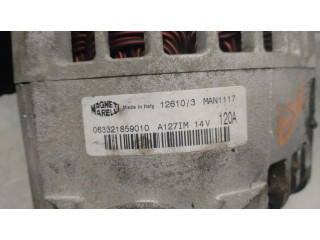 MAGNETI MARELLI Made in Italy 12610/3 MAN1117
063321859010 A127IM 14V 120A